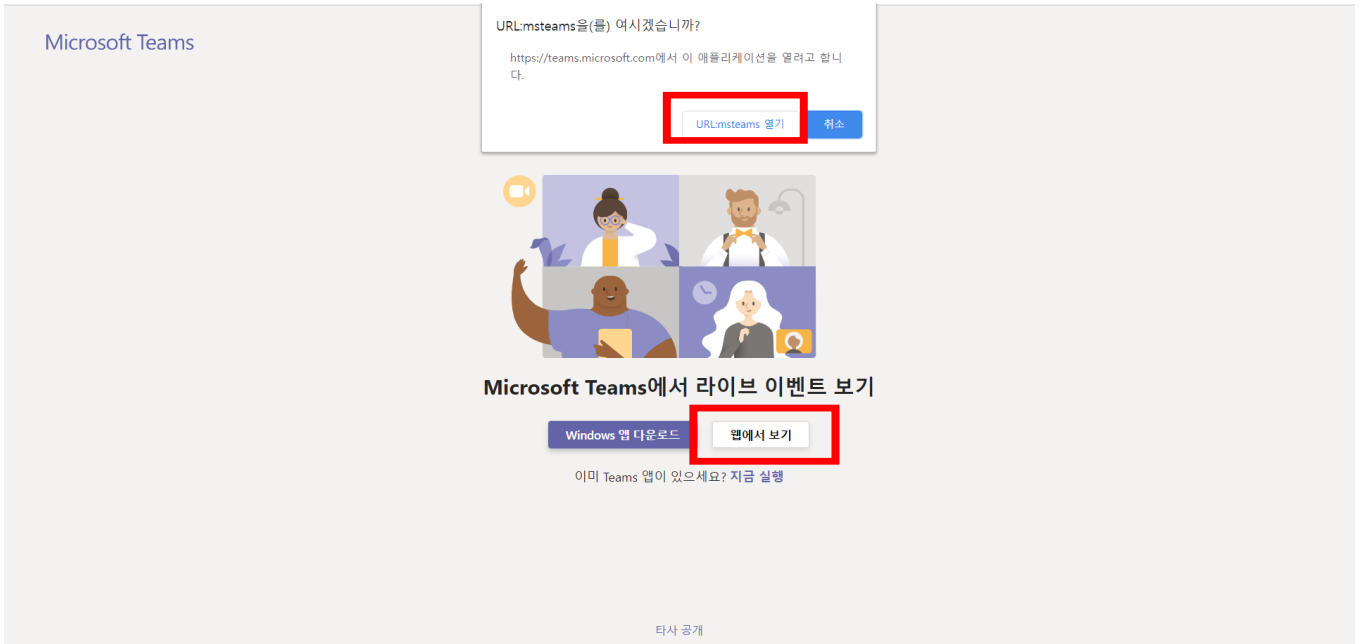 URL:msteams을(를) 여시겠습니까?
Microsoft Teams
https://teams.microsoft.com에서 이 애플리케이션을 열려고 합니
다.
URL:msteams 열기 취소
Microsoft Teams에서 라이브 이벤트 보기
Windows 앱 다운로드 웹에서 보기
이미 Teams 앱이 있으세요? 지금 실행
타사 공개